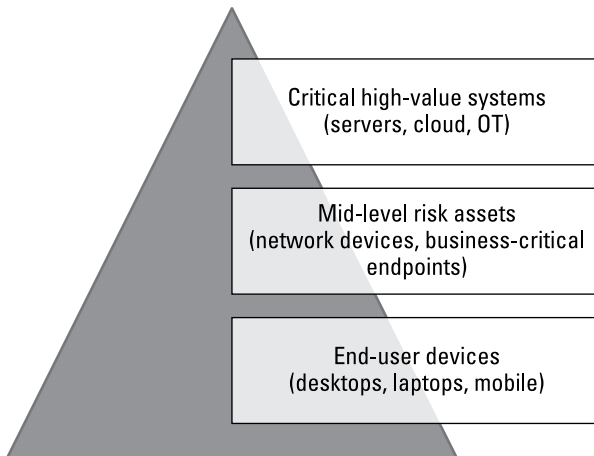 Critical high-value systems
(servers, cloud, OT)
Mid-level risk assets
(network devices, business-critical
endpoints)
End-user devices
(desktops, laptops, mobile)